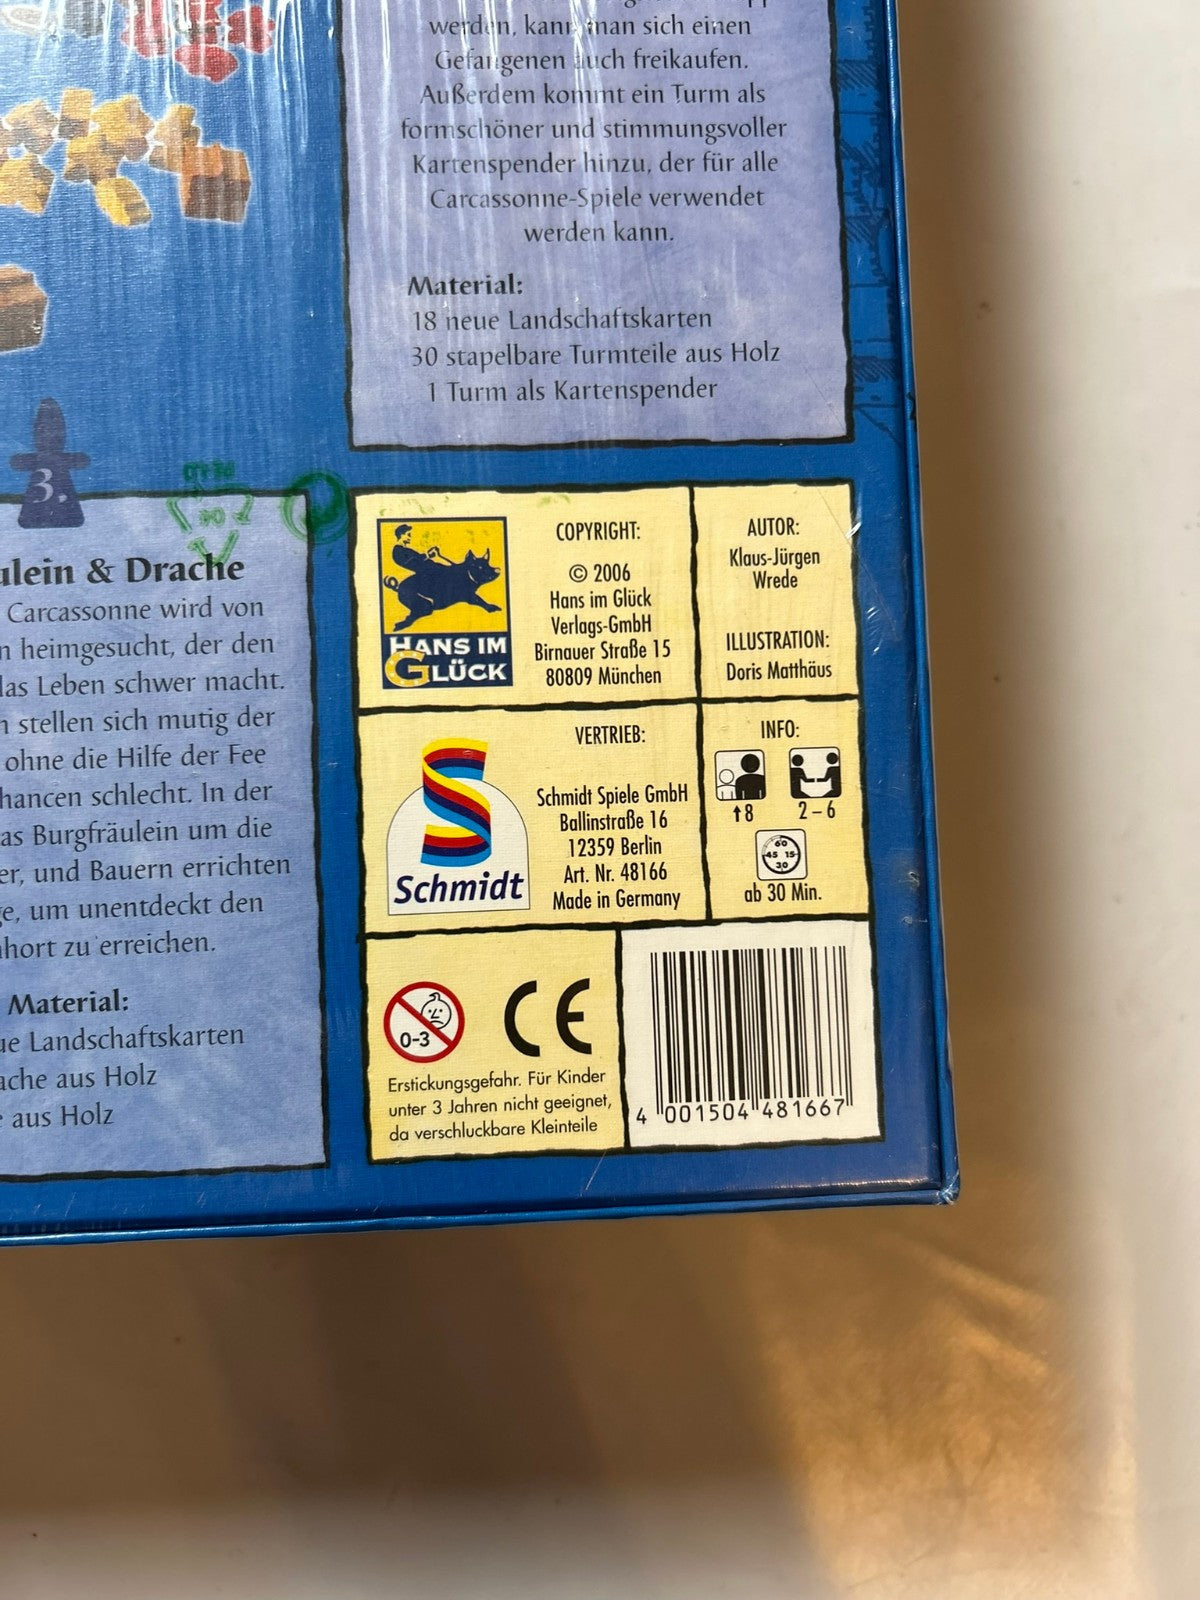 werden, kann man sich einen
Gefangenen auch freikaufen.
Außerdem kommt ein Turm als
formschöner und stimmungsvoller
Kartenspender hinzu, der für alle
Carcassonne-Spiele verwendet
werden kann.
Material:
18 neue Landschaftskarten
30 stapelbare Turmteile aus Holz
1 Turm als Kartenspender
3.
ulein & Drache
Carcassonne wird von
n heimgesucht, der den
das Leben schwer macht.
n stellen sich mutig der
ohne die Hilfe der Fee
hancen schlecht. In der
as Burgfräulein um die
er, und Bauern errichten
ge, um unentdeckt den
hort zu erreichen.
Material:
ue Landschaftskarten
ache aus Holz
e aus Holz
HANS IM
GLÜCK
COPYRIGHT:
© 2006
Hans im Glück
Verlags-GmbH
Birnauer Straße 15
80809 München
AUTOR:
Klaus-Jürgen
Wrede
ILLUSTRATION:
Doris Matthäus
Schmidt
VERTRIEB:
Schmidt Spiele GmbH
Ballinstraße 16
12359 Berlin
Art. Nr. 48166
Made in Germany
INFO:
↑8
2–6
60
45 15
30
ab 30 Min.
0-3
CE
Erstickungsgefahr. Für Kinder
unter 3 Jahren nicht geeignet,
da verschluckbare Kleinteile
4 001504 481667